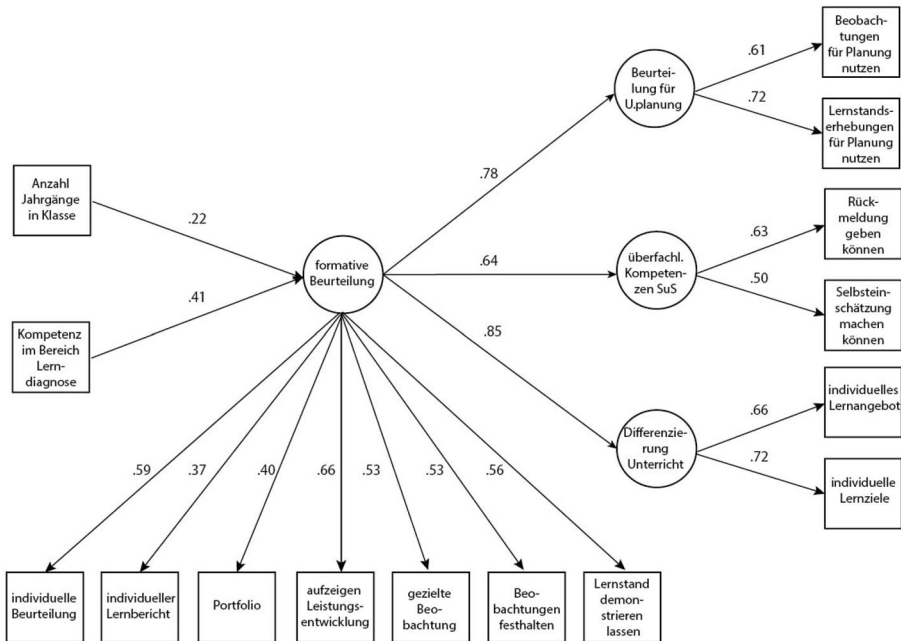 Beobach-
tungen
für Planung
nutzen
.61
Beurtei-
lung für
U.planung
.72
Lernstands-
erhebungen
für Planung
nutzen
.78
Anzahl
Jahrgänge
in Klasse
.22
Rück-
meldung
geben
können
.63
formative
Beurteilung
.64
überfachl.
Kompeten-
zen SuS
.50
Selbstein-
schätzung
machen
können
.41
Kompetenz
im Bereich
Lern-
diagnose
.85
individuelles
Lernangebot
.66
Differenzie-
rung
Unterricht
.72
individuelle
Lernziele
.59
.37
.40
.66
.53
.53
.56
individuelle
Beurteilung
individueller
Lernbericht
Portfolio
aufzeigen
Leistungs-
entwicklung
gezielte
Beo-
bachtung
Beo-
bachtungen
festhalten
Lernstand
demon-
strieren
lassen